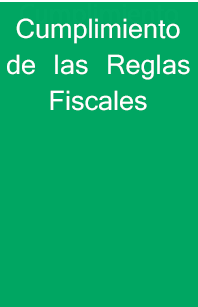 Cumplimiento
de las Reglas
Fiscales